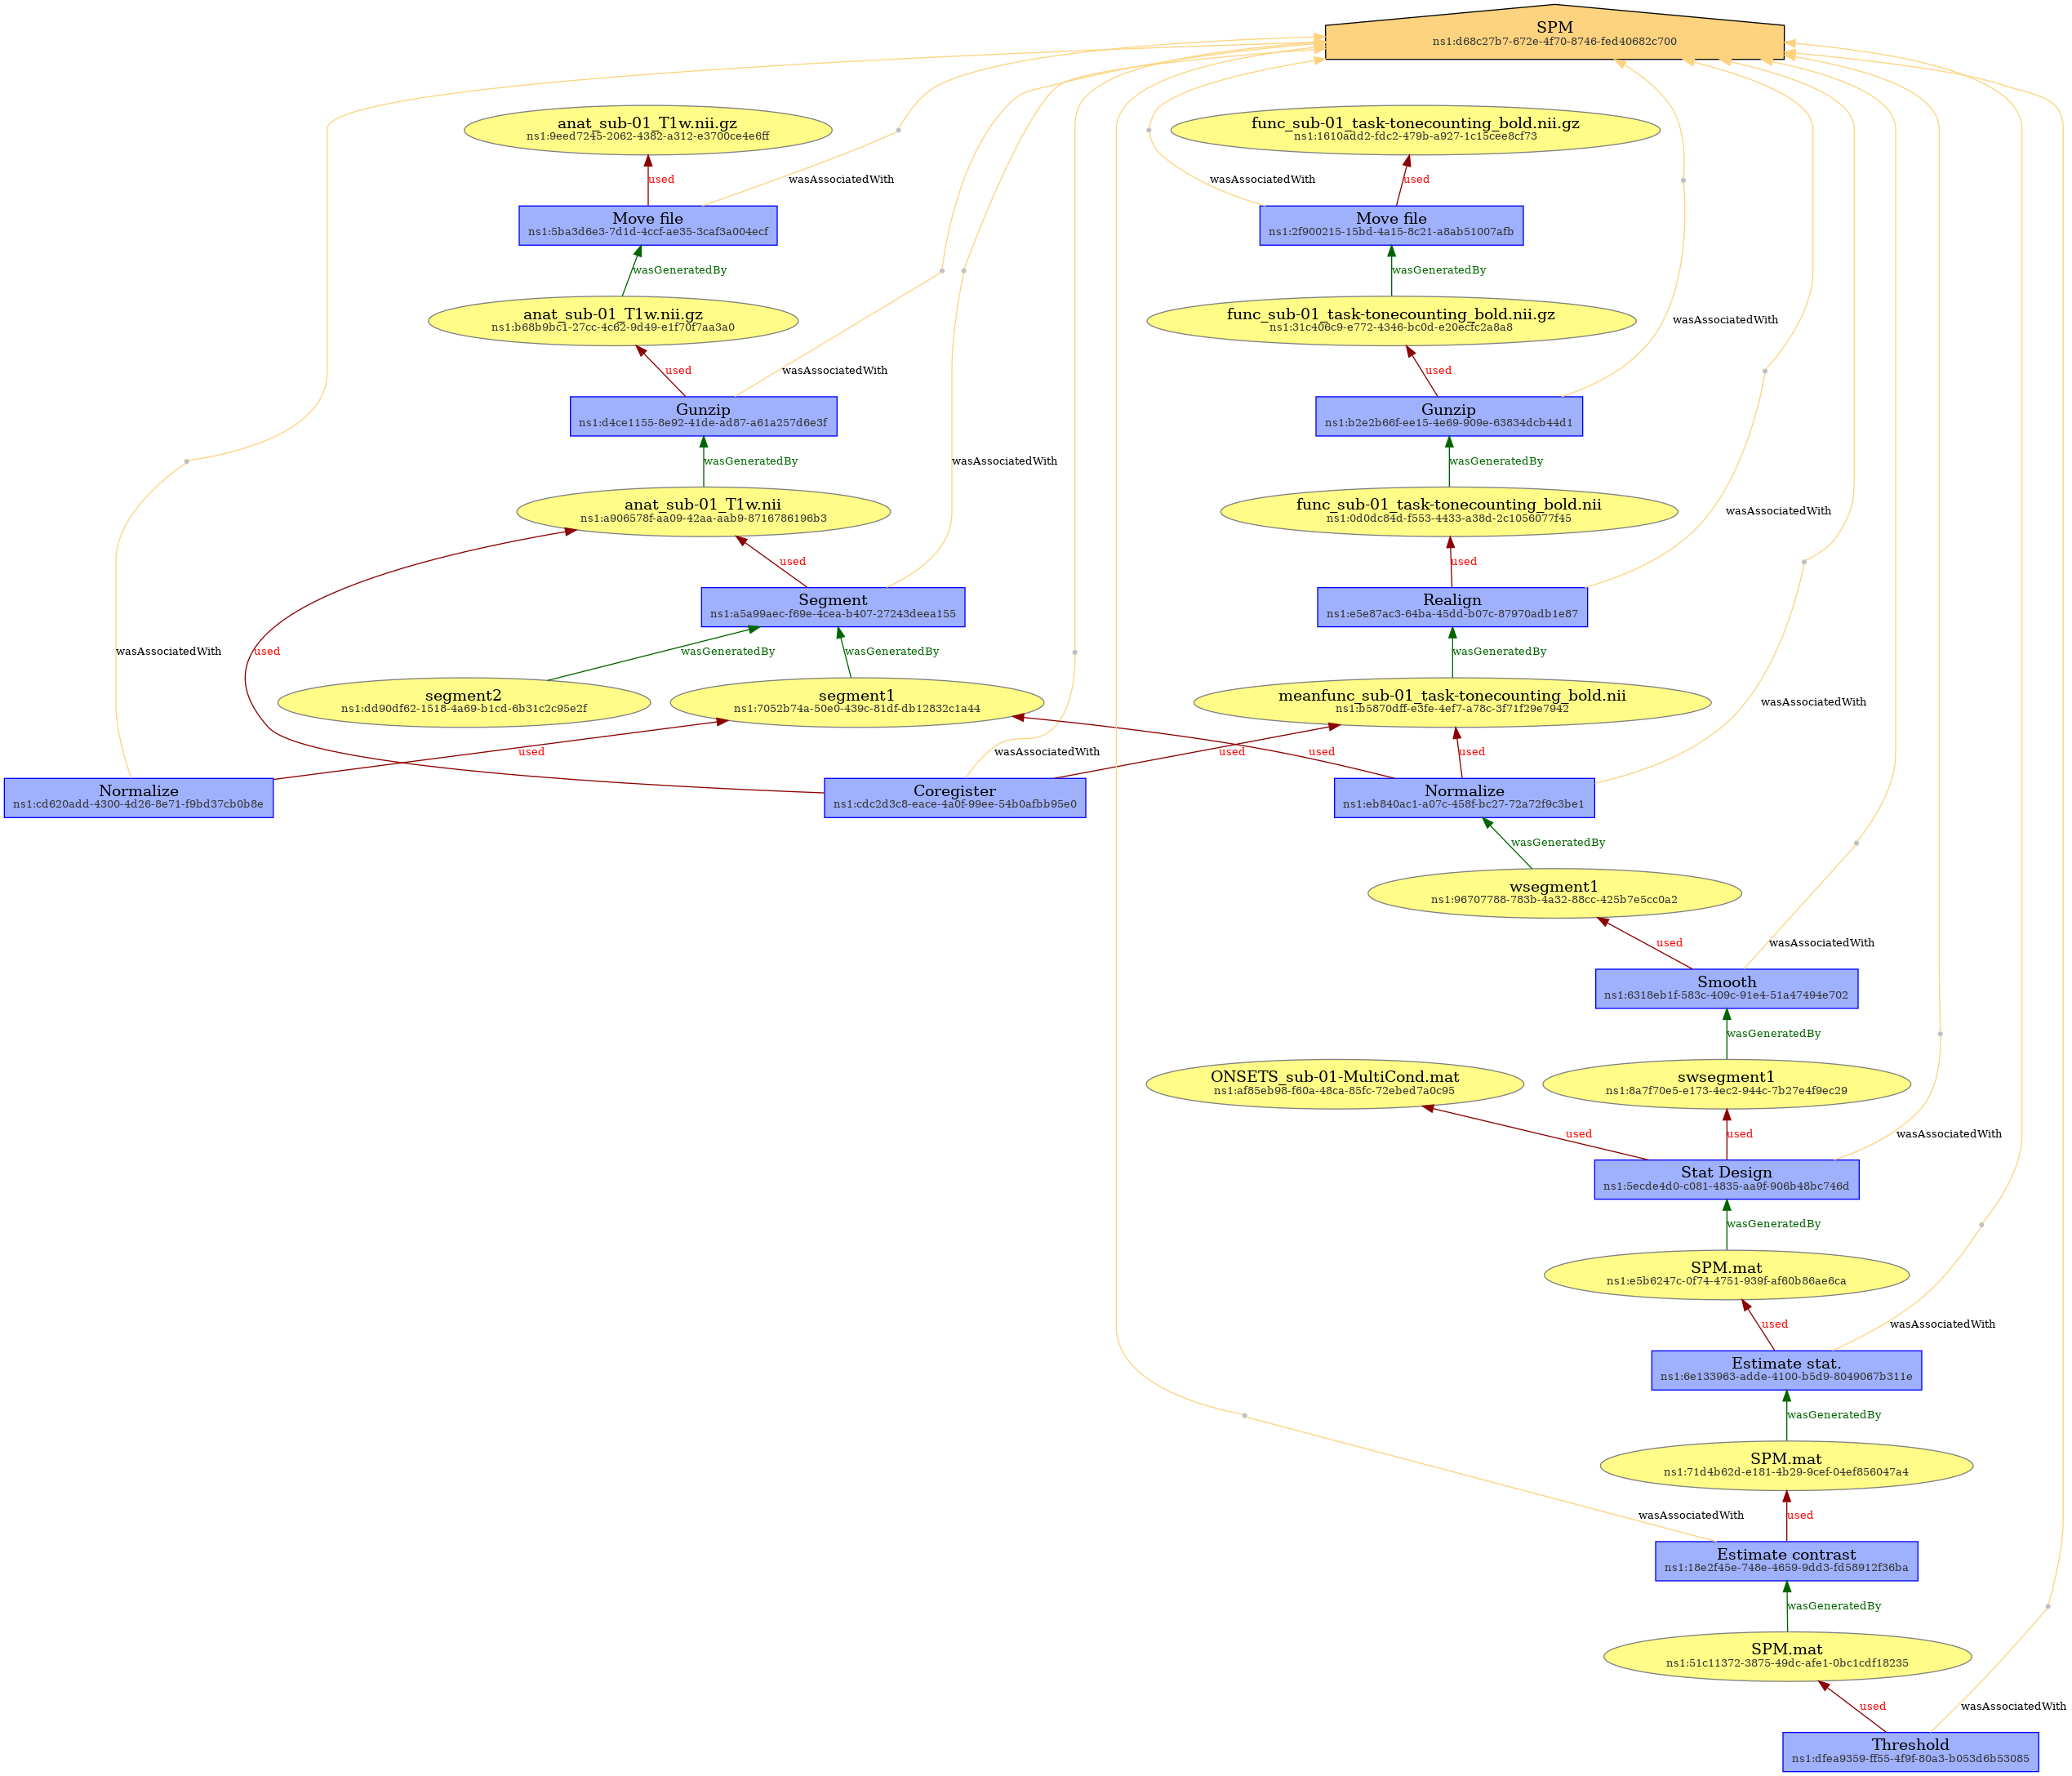 SPM
ns1:d68c27b7-672e-4f70-8746-fed40682c700
anat_sub-01_T1w.nii.gz
ns1:9eed7245-2062-4382-a312-e3700ce4e6ff
func_sub-01_task-tonecounting_bold.nii.gz
ns1:1610add2-fdc2-479b-a927-1c15cee8cf73
used
wasAssociatedWith
wasAssociatedWith
used
Move file
ns1:5ba3d6e3-7d1d-4ccf-ae35-3caf3a004ecf
Move file
ns1:2f900215-15bd-4a15-8c21-a8ab51007afb
wasGeneratedBy
wasGeneratedBy
anat_sub-01_T1w.nii.gz
ns1:b68b9bc1-27cc-4c62-9d49-e1f70f7aa3a0
func_sub-01_task-tonecounting_bold.nii.gz
ns1:31c406c9-e772-4346-bc0d-e20ecfc2a8a8
wasAssociatedWith
used
wasAssociatedWith
used
Gunzip
ns1:d4ce1155-8e92-41de-ad87-a61a257d6e3f
Gunzip
ns1:b2e2b66f-ee15-4e69-909e-63834dcb44d1
wasGeneratedBy
wasAssociatedWith
wasGeneratedBy
anat_sub-01_T1w.nii
ns1:a906578f-aa09-42aa-aab9-8716786196b3
func_sub-01_task-tonecounting_bold.nii
ns1:0d0dc84d-f553-4433-a38d-2c1056077f45
wasAssociatedWith
used
used
Segment
ns1:a5a99aec-f69e-4cea-b407-27243deea155
Realign
ns1:e5e87ac3-64ba-45dd-b07c-87970adb1e87
wasAssociatedWith
used
wasGeneratedBy
wasGeneratedBy
wasGeneratedBy
segment2
ns1:dd90df62-1518-4a69-b1cd-6b31c2c95e2f
segment1
ns1:7052b74a-50e0-439c-81df-db12832c1a44
meanfunc_sub-01_task-tonecounting_bold.nii
ns1:b5870dff-e3fe-4ef7-a78c-3f71f29e7942
wasAssociatedWith
used
wasAssociatedWith
used
used
used
Normalize
ns1:cd620add-4300-4d26-8e71-f9bd37cb0b8e
Coregister
ns1:cdc2d3c8-eace-4a0f-99ee-54b0afbb95e0
Normalize
ns1:eb840ac1-a07c-458f-bc27-72a72f9c3be1
wasGeneratedBy
wsegment1
ns1:96707788-783b-4a32-88cc-425b7e5cc0a2
used
wasAssociatedWith
Smooth
ns1:6318eb1f-583c-409c-91e4-51a47494e702
wasGeneratedBy
ONSETS_sub-01-MultiCond.mat
ns1:af85eb98-f60a-48ca-85fc-72ebed7a0c95
swsegment1
ns1:8a7f70e5-e173-4ec2-944c-7b27e4f9ec29
used
used
wasAssociatedWith
Stat Design
ns1:5ecde4d0-c081-4835-aa9f-906b48bc746d
wasGeneratedBy
SPM.mat
ns1:e5b6247c-0f74-4751-939f-af60b86ae6ca
used
wasAssociatedWith
Estimate stat.
ns1:6e133963-adde-4100-b5d9-8049067b311e
wasGeneratedBy
SPM.mat
ns1:71d4b62d-e181-4b29-9cef-04ef856047a4
wasAssociatedWith
used
Estimate contrast
ns1:18e2f45e-748e-4659-9dd3-fd58912f36ba
wasGeneratedBy
SPM.mat
ns1:51c11372-3875-49dc-afe1-0bc1cdf18235
used
wasAssociatedWith
Threshold
ns1:dfea9359-ff55-4f9f-80a3-b053d6b53085